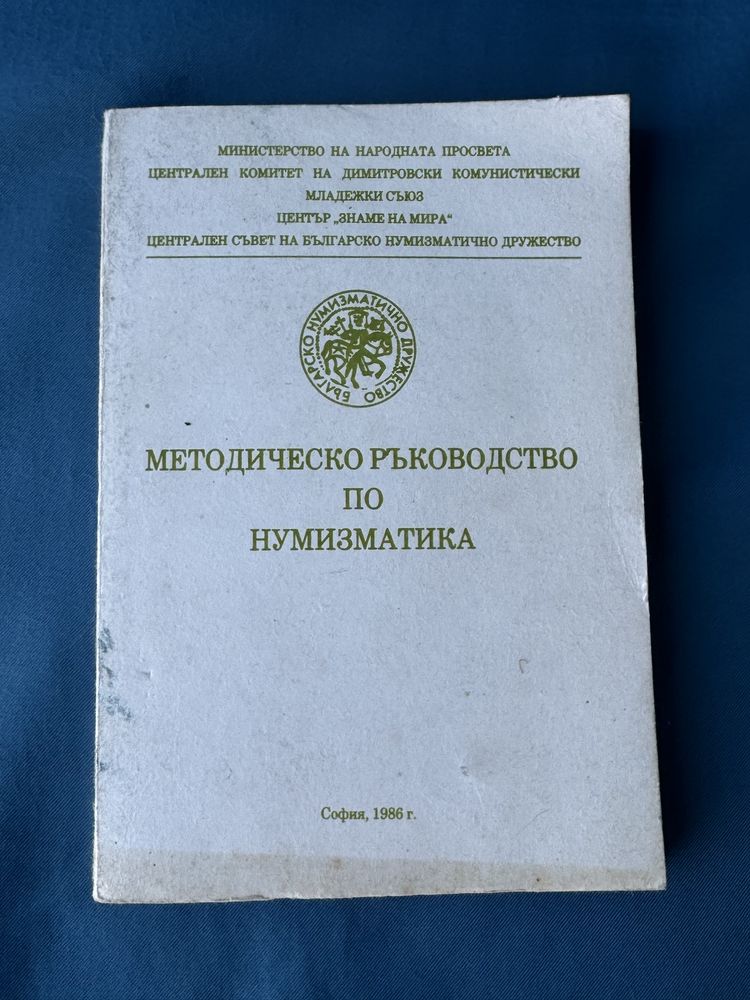 МИНИСТЕРСТВО НА НАРОДНАТА ПРОСВЕТА
ЦЕНТРАЛЕН КОМИТЕТ НА ДИМИТРОВСКИ КОМУНИСТИЧЕСКИ
МЛАДЕЖКИ СЪЮЗ
ЦЕНТЪР „ЗНАМЕ НА МИРА“
ЦЕНТРАЛЕН СЪВЕТ НА БЪЛГАРСКО НУМИЗМАТИЧНО ДРУЖЕСТВО
БЪЛГАРСКО НУМИЗМАТИЧНО ДРУЖЕСТВО
МЕТОДИЧЕСКО РЪКОВОДСТВО
ПО
НУМИЗМАТИКА
София, 1986 г.